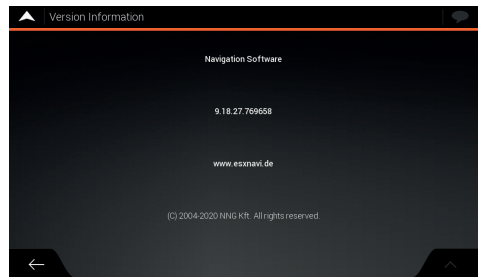 Version Information
Navigation Software
9.18.27.769658
www.esxnavi.de
(C) 2004-2020 NNG Kft. All rights reserved.